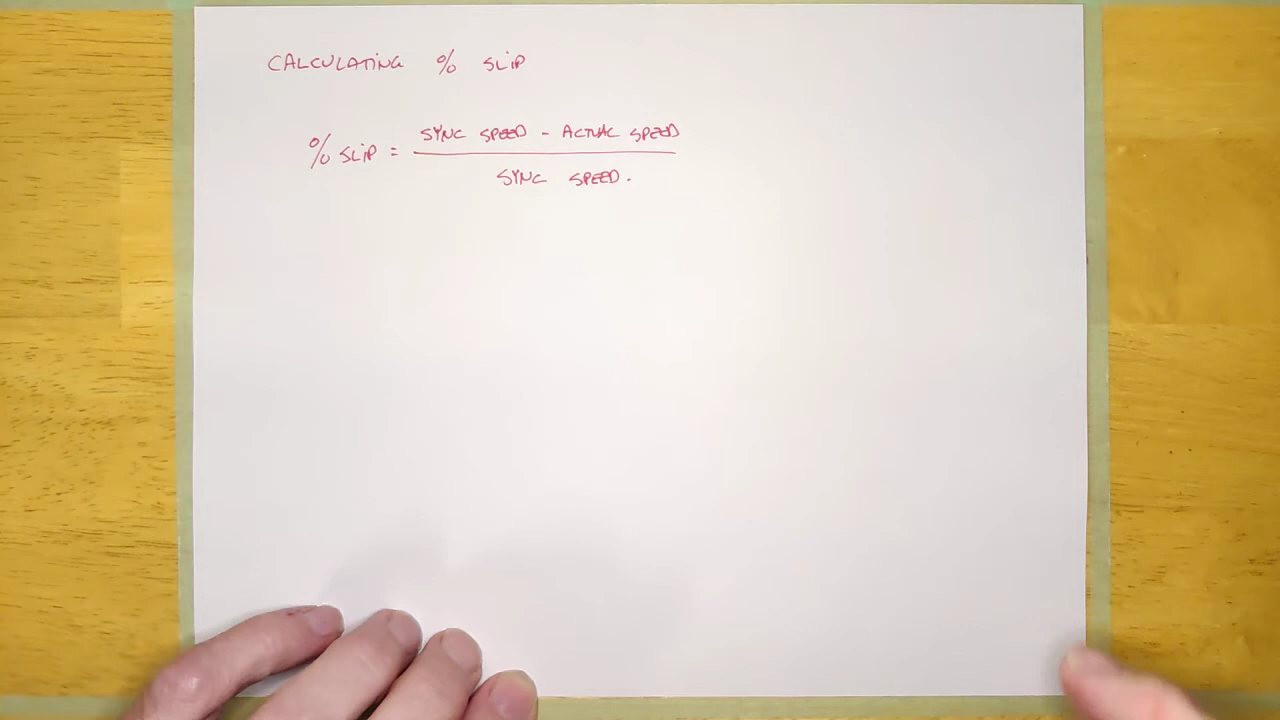 CALCULATING % SLIP
% SLIP = SYNC SPEED - ACTUAL SPEED
SYNC SPEED.